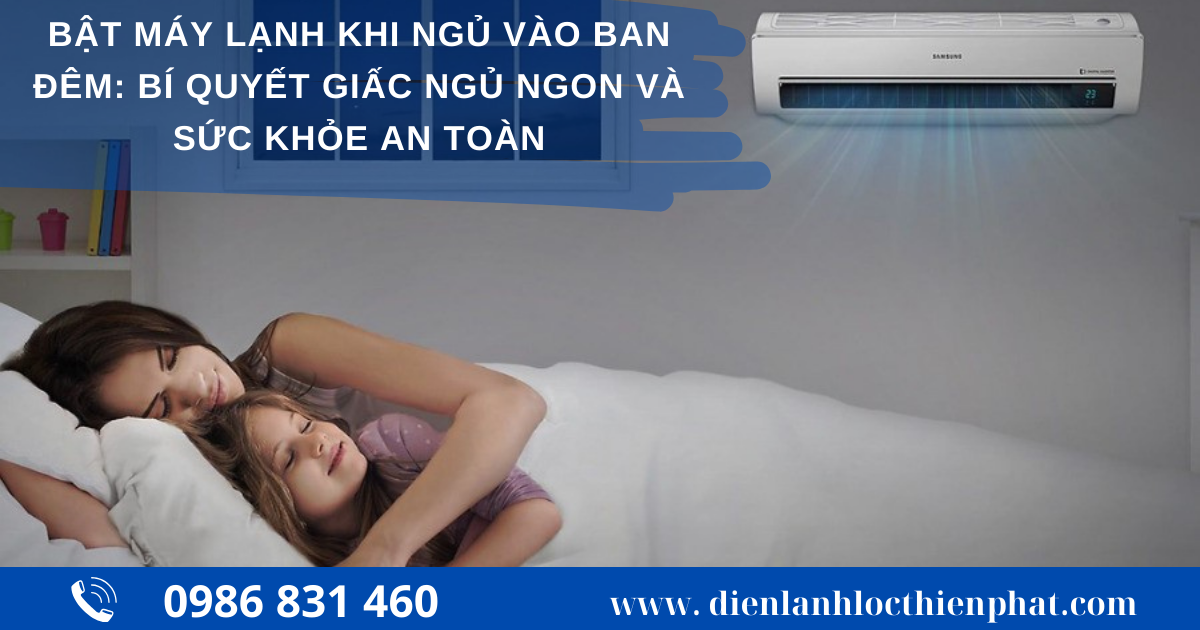 BẬT MÁY LẠNH KHI NGỦ VÀO BAN
ĐÊM: BÍ QUYẾT GIẤC NGỦ NGON VÀ
SỨC KHỎE AN TOÀN
SAMSUNG
23
0986 831 460
www. dienlanhlocthienphat.com